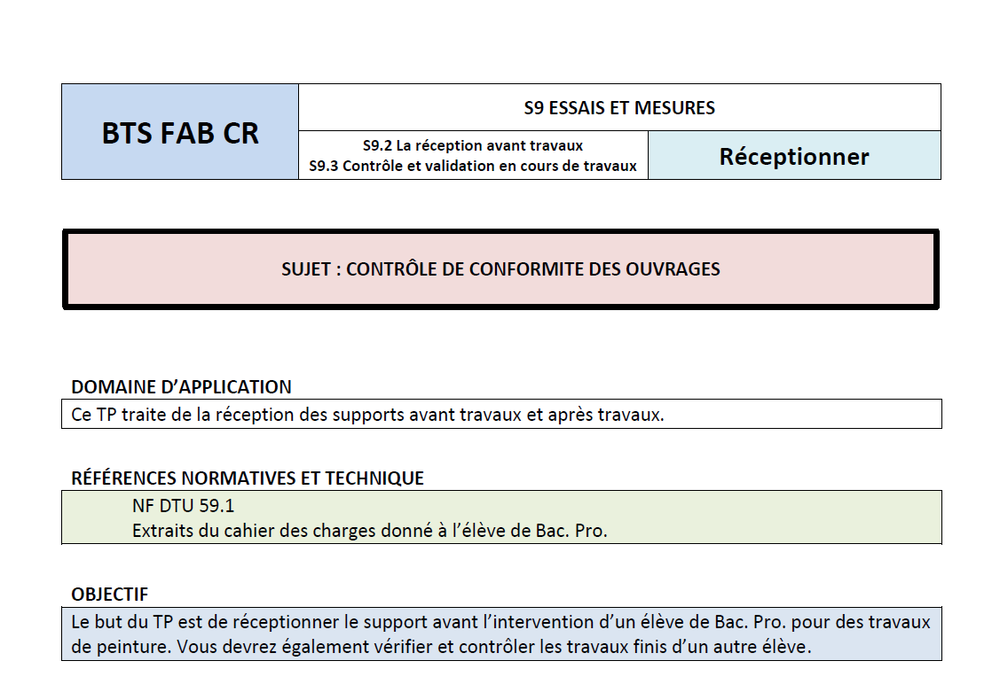 BTS FAB CR
S9 ESSAIS ET MESURES
S9.2 La réception avant travaux
S9.3 Contrôle et validation en cours de travaux
Réceptionner
SUJET : CONTRÔLE DE CONFORMITE DES OUVRAGES
DOMAINE D’APPLICATION
Ce TP traite de la réception des supports avant travaux et après travaux.
RÉFÉRENCES NORMATIVES ET TECHNIQUE
NF DTU 59.1
Extraits du cahier des charges donné à l’élève de Bac. Pro.
OBJECTIF
Le but du TP est de réceptionner le support avant l’intervention d’un élève de Bac. Pro. pour des travaux
de peinture. Vous devrez également vérifier et contrôler les travaux finis d’un autre élève.